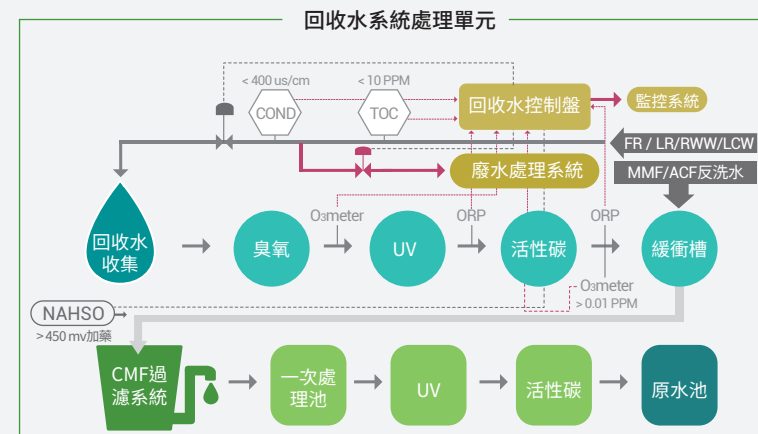 回收水系統處理單元
< 400 us/cm
< 10 PPM
COND
TOC
回收水控制盤
監控系統
FR / LR/RWW/LCW
廢水處理系統
MMF/ACF反洗水
O₃meter
ORP
ORP
回收水
收集
臭氧
UV
活性碳
緩衝槽
O₃meter
> 0.01 PPM
NAHSO
> 450 mv加藥
CMF過
濾系統
一次處
理池
UV
活性碳
原水池